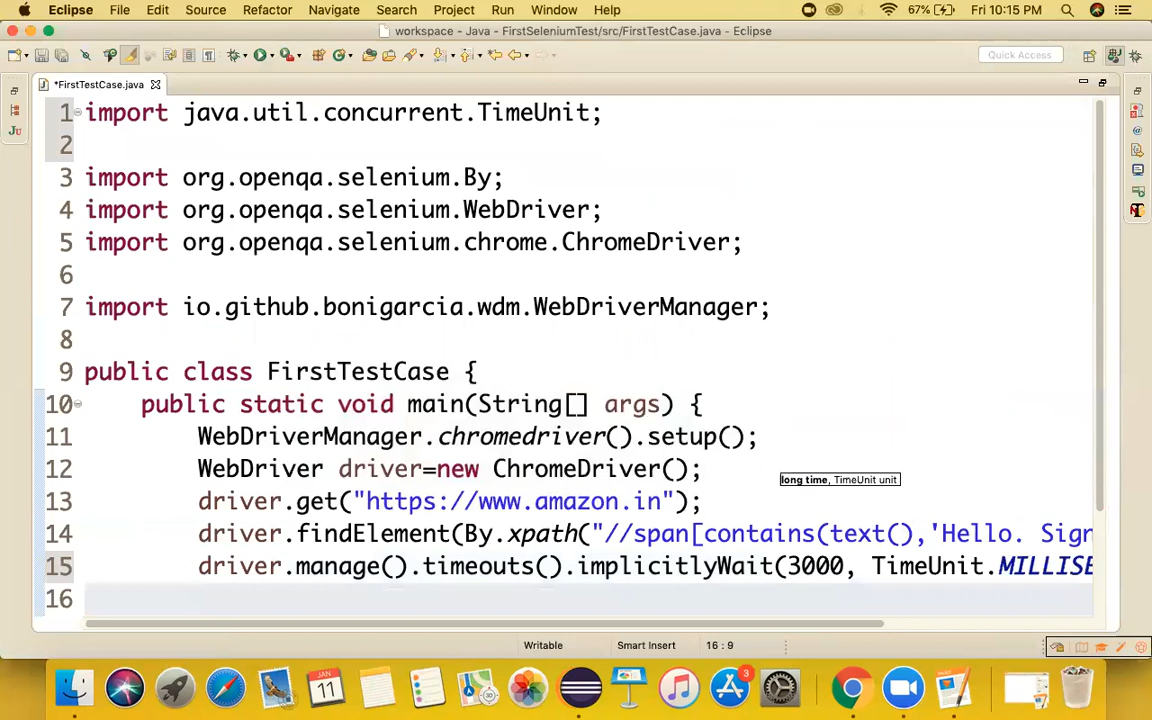 Eclipse File Edit Source Refactor Navigate Search Project Run Window Help 67% Fri 10:15 PM
workspace - Java - FirstSeleniumTest/src/FirstTestCase.java - Eclipse
Quick Access
*FirstTestCase.java
1 import java.util.concurrent.TimeUnit;
2
3 import org.openqa.selenium.By;
4 import org.openqa.selenium.WebDriver;
5 import org.openqa.selenium.chrome.ChromeDriver;
6
7 import io.github.bonigarcia.wdm.WebDriverManager;
8
9 public class FirstTestCase {
10 public static void main(String[] args) {
11 WebDriverManager.chromedriver().setup();
12 WebDriver driver=new ChromeDriver();
long time, TimeUnit unit
13 driver.get("https://www.amazon.in");
14 driver.findElement(By.xpath("//span[contains(text(),'Hello. Sign
15 driver.manage().timeouts().implicitlyWait(3000, TimeUnit.MILLISE
16
Writable Smart Insert 16 : 9
JUN 11 3